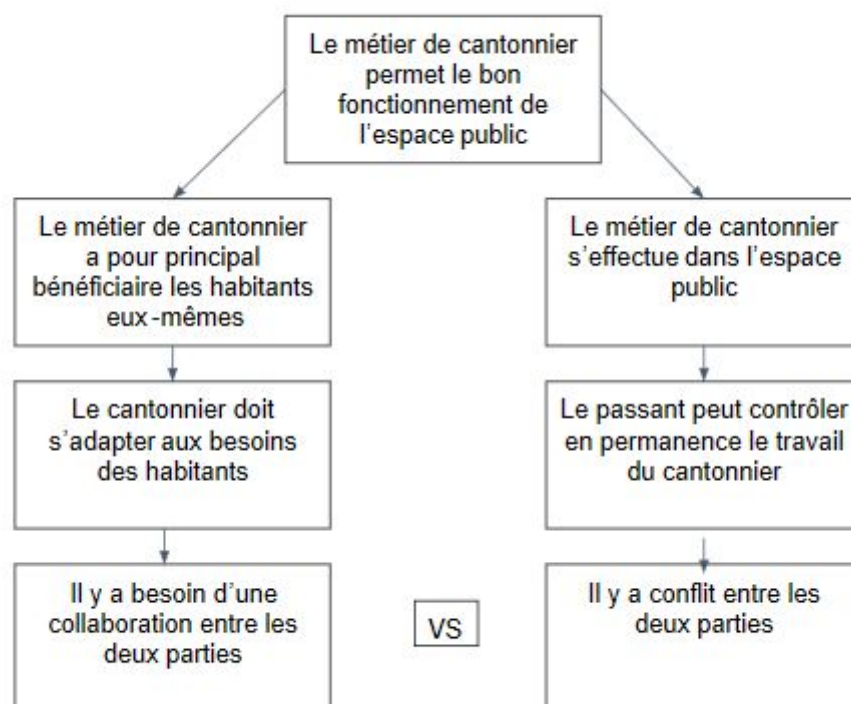 Le métier de cantonnier
permet le bon
fonctionnement de
l'espace public
Le métier de cantonnier
a pour principal
bénéficiaire les habitants
eux-mêmes
Le métier de cantonnier
s'effectue dans l'espace
public
Le cantonnier doit
s'adapter aux besoins
des habitants
Le passant peut contrôler
en permanence le travail
du cantonnier
Il y a besoin d'une
collaboration entre les
deux parties
VS
Il y a conflit entre les
deux parties